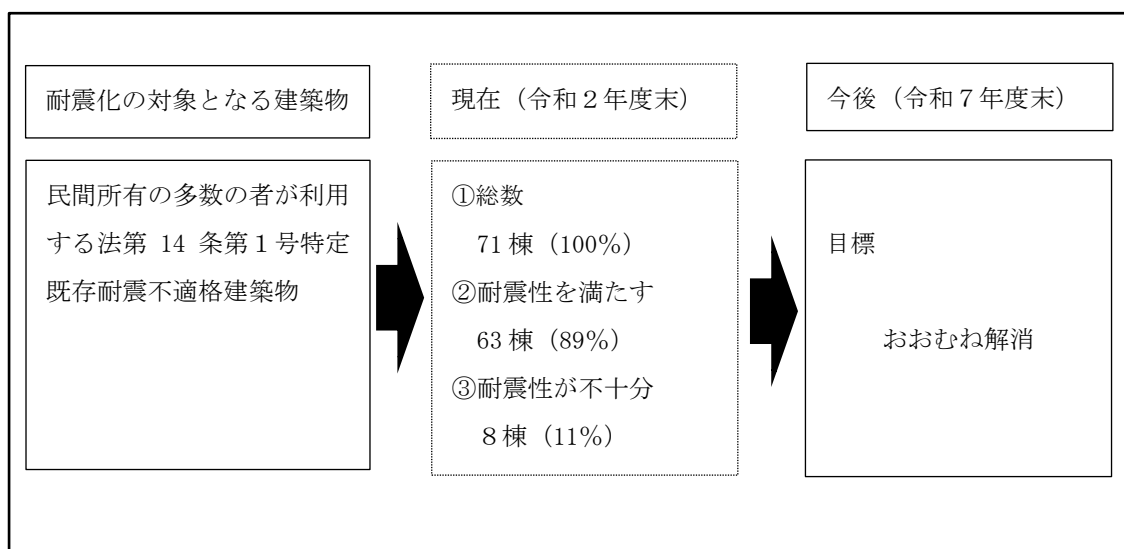 耐震化の対象となる建築物
現在（令和２年度末）
今後（令和７年度末）
民間所有の多数の者が利用
する法第 14 条第１号特定
既存耐震不適格建築物
①総数
71 棟（100％）
②耐震性を満たす
63 棟（89％）
③耐震性が不十分
８棟（11％）
目標
おおむね解消